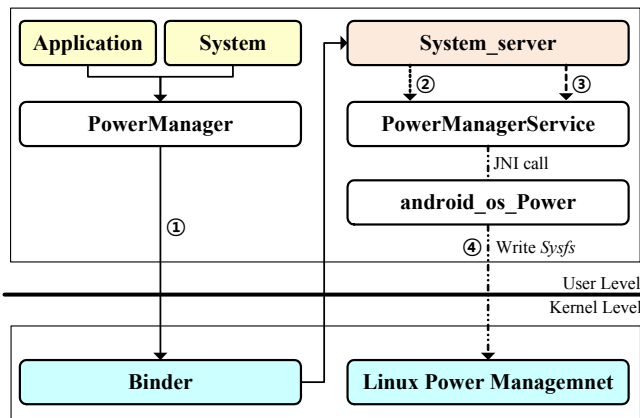 Application
System
System_server
②
③
PowerManager
PowerManagerService
JNI call
android_os_Power
①
④
Write Sysfs
User Level
Kernel Level
Binder
Linux Power Managemnet